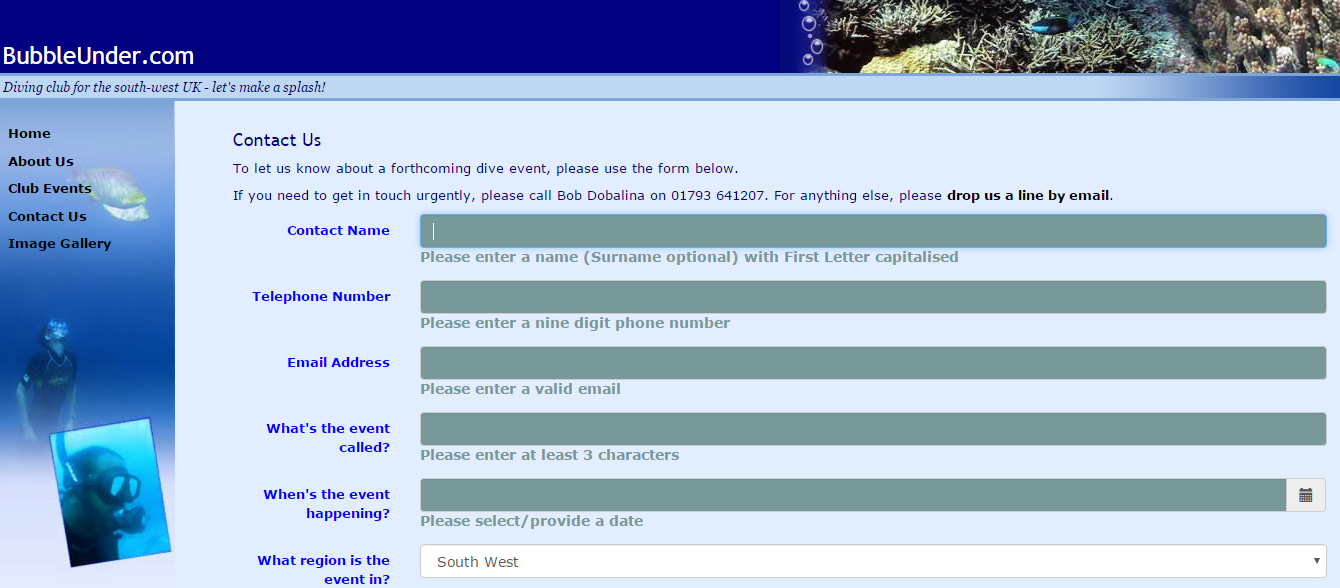 BubbleUnder.com
Diving club for the south-west UK - let's make a splash!
Home
About Us
Club Events
Contact Us
Image Gallery
Contact Us
To let us know about a forthcoming dive event, please use the form below.
If you need to get in touch urgently, please call Bob Dobalina on 01793 641207. For anything else, please drop us a line by email.
Contact Name
Please enter a name (Surname optional) with First Letter capitalised
Telephone Number
Please enter a nine digit phone number
Email Address
Please enter a valid email
What's the event
called?
Please enter at least 3 characters
When's the event
happening?
Please select/provide a date
What region is the
event in?
South West